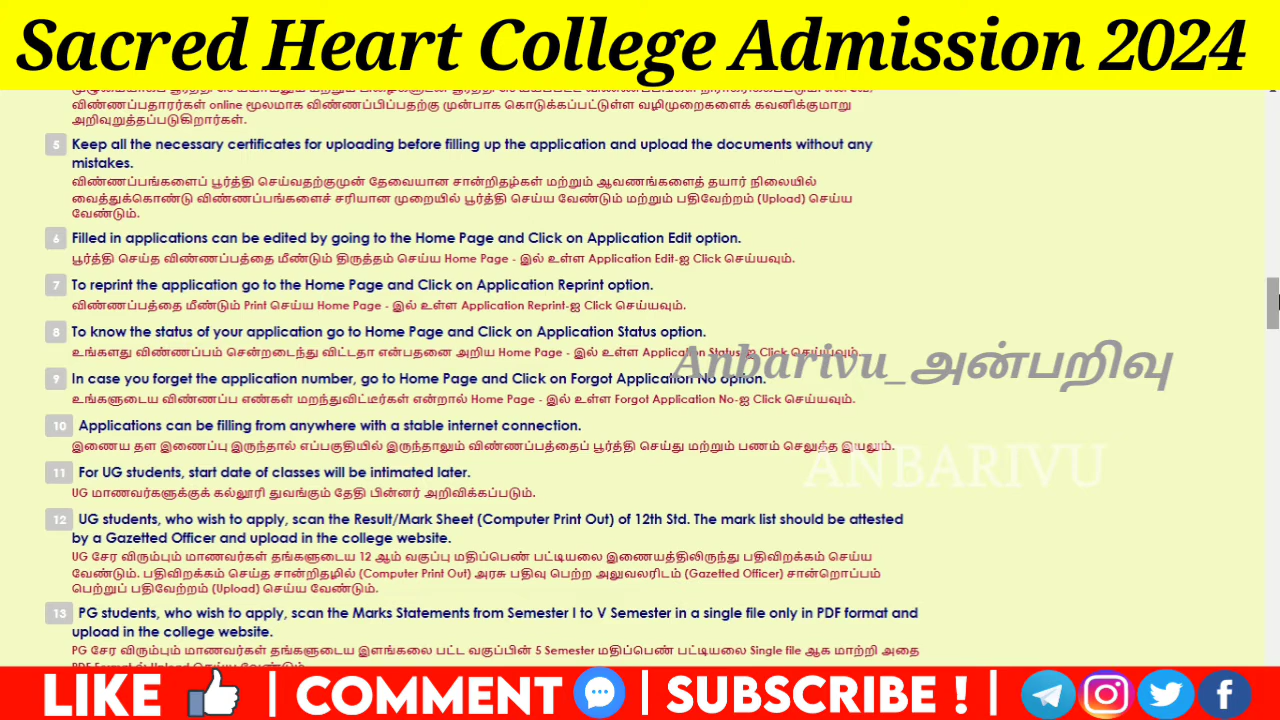 Sacred Heart College Admission 2024
விண்ணப்பதாரர்கள் online மூலமாக விண்ணப்பிப்பதற்கு முன்பாக கொடுக்கப்பட்டுள்ள வழிமுறைகளைக் கவனிக்குமாறு
அறிவுறுத்தப்படுகிறார்கள்.
5 Keep all the necessary certificates for uploading before filling up the application and upload the documents without any
mistakes.
விண்ணப்பங்களைப் பூர்த்தி செய்வதற்குமுன் தேவையான சான்றிதழ்கள் மற்றும் ஆவணங்களைத் தயார் நிலையில்
வைத்துக்கொண்டு விண்ணப்பங்களைச் சரியான முறையில் பூர்த்தி செய்ய வேண்டும் மற்றும் பதிவேற்றம் (Upload) செய்ய
வேண்டும்.
6 Filled in applications can be edited by going to the Home Page and Click on Application Edit option.
பூர்த்தி செய்த விண்ணப்பத்தை மீண்டும் திருத்தம் செய்ய Home Page - இல் உள்ள Application Edit-ஐ Click செய்யவும்.
7 To reprint the application go to the Home Page and Click on Application Reprint option.
விண்ணப்பத்தை மீண்டும் Print செய்ய Home Page - இல் உள்ள Application Reprint-ஐ Click செய்யவும்.
8 To know the status of your application go to Home Page and Click on Application Status option.
உங்களது விண்ணப்பம் சென்றடைந்து விட்டதா என்பதனை அறிய Home Page - இல் உள்ள Application Status-ஐ Click செய்யவும்.
Anbarivu_அன்பறிவு
9 In case you forget the application number, go to Home Page and Click on Forgot Application No option.
உங்களுடைய விண்ணப்ப எண்கள் மறந்துவிட்டீர்கள் என்றால் Home Page - இல் உள்ள Forgot Application No-ஐ Click செய்யவும்.
10 Applications can be filling from anywhere with a stable internet connection.
இணைய தள இணைப்பு இருந்தால் எப்பகுதியில் இருந்தாலும் விண்ணப்பத்தைப் பூர்த்தி செய்து மற்றும் பணம் செலுத்த இயலும்.
ANBARIVU
11 For UG students, start date of classes will be intimated later.
UG மாணவர்களுக்குக் கல்லூரி துவங்கும் தேதி பின்னர் அறிவிக்கப்படும்.
12 UG students, who wish to apply, scan the Result/Mark Sheet (Computer Print Out) of 12th Std. The mark list should be attested
by a Gazetted Officer and upload in the college website.
UG சேர விரும்பும் மாணவர்கள் தங்களுடைய 12 ஆம் வகுப்பு மதிப்பெண் பட்டியலை இணையத்திலிருந்து பதிவிறக்கம் செய்ய
வேண்டும். பதிவிறக்கம் செய்த சான்றிதழில் (Computer Print Out) அரசு பதிவு பெற்ற அலுவலரிடம் (Gazetted Officer) சான்றொப்பம்
பெற்றுப் பதிவேற்றம் (Upload) செய்ய வேண்டும்.
13 PG students, who wish to apply, scan the Marks Statements from Semester I to V Semester in a single file only in PDF format and
upload in the college website.
PG சேர விரும்பும் மாணவர்கள் தங்களுடைய இளங்கலை பட்ட வகுப்பின் 5 Semester மதிப்பெண் பட்டியலை Single file ஆக மாற்றி அதை
LIKE | COMMENT | SUBSCRIBE ! |